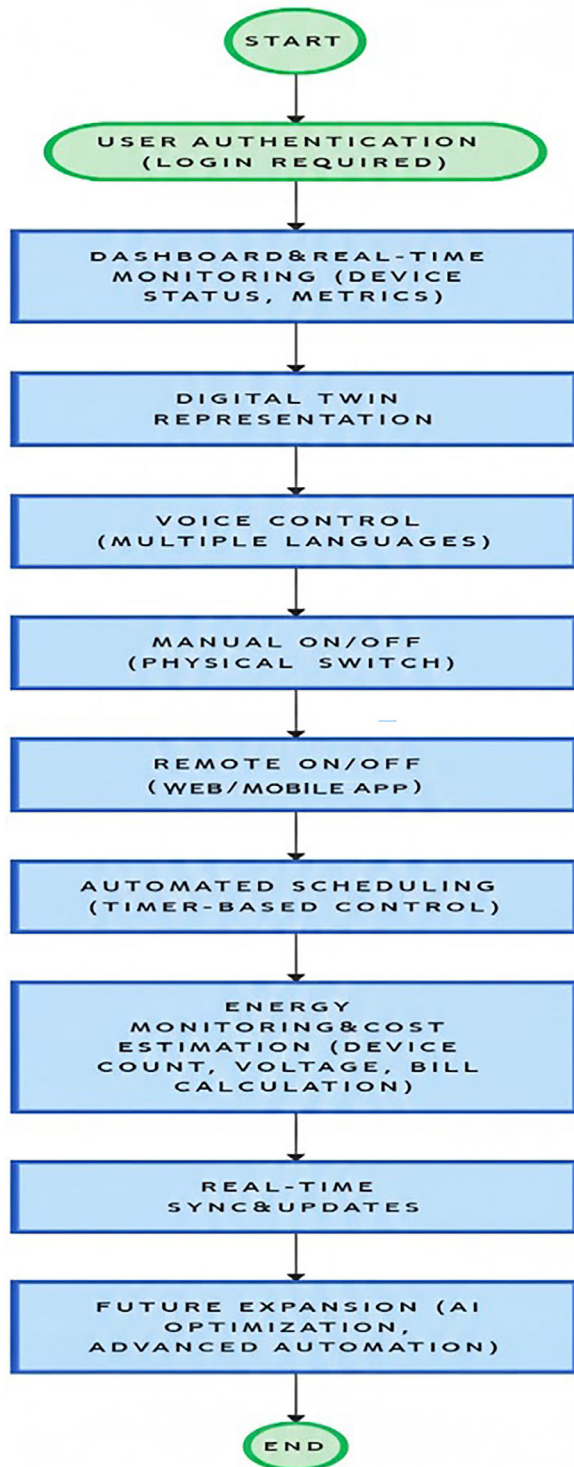 START
USER AUTHENTICATION
(LOGIN REQUIRED)
DASHBOARD&REAL-TIME
MONITORING (DEVICE
STATUS, METRICS)
DIGITAL TWIN
REPRESENTATION
VOICE CONTROL
(MULTIPLE LANGUAGES)
MANUAL ON/OFF
(PHYSICAL SWITCH)
REMOTE ON/OFF
(WEB/MOBILE APP)
AUTOMATED SCHEDULING
(TIMER-BASED CONTROL)
ENERGY
MONITORING&COST
ESTIMATION (DEVICE
COUNT, VOLTAGE, BILL
CALCULATION)
REAL-TIME
SYNC&UPDATES
FUTURE EXPANSION (AI
OPTIMIZATION,
ADVANCED AUTOMATION)
END